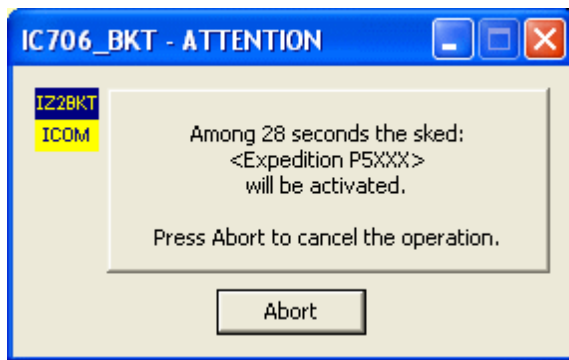 IC706_BKT - ATTENTION
IZ2BKT
ICOM
Among 28 seconds the sked:
<Expedition P5XXX>
will be activated.
Press Abort to cancel the operation.
Abort